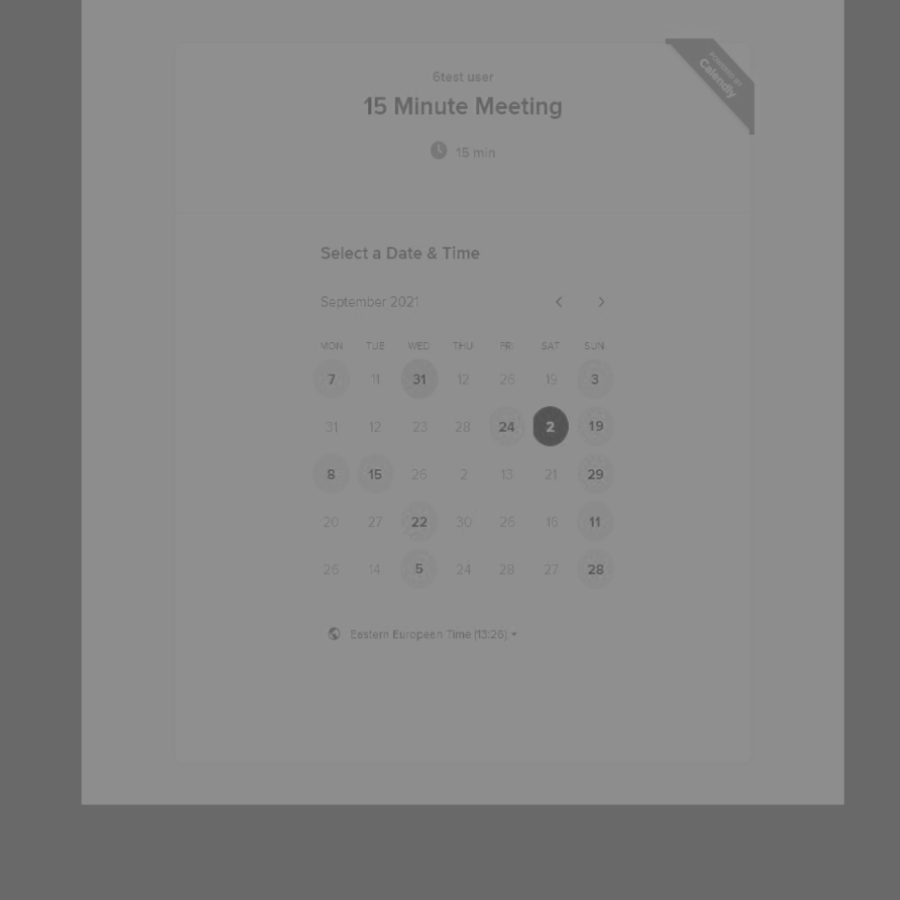 POWERED BY
Calendly
6test user
15 Minute Meeting
15 min
Select a Date & Time
September 2021
MON TUE WED THU FRI SAT SUN
7 11 31 12 26 19 3
31 12 23 28 24 2 19
8 15 26 2 13 21 29
20 27 22 30 26 16 11
26 14 5 24 28 27 28
Eastern European Time (13:26)